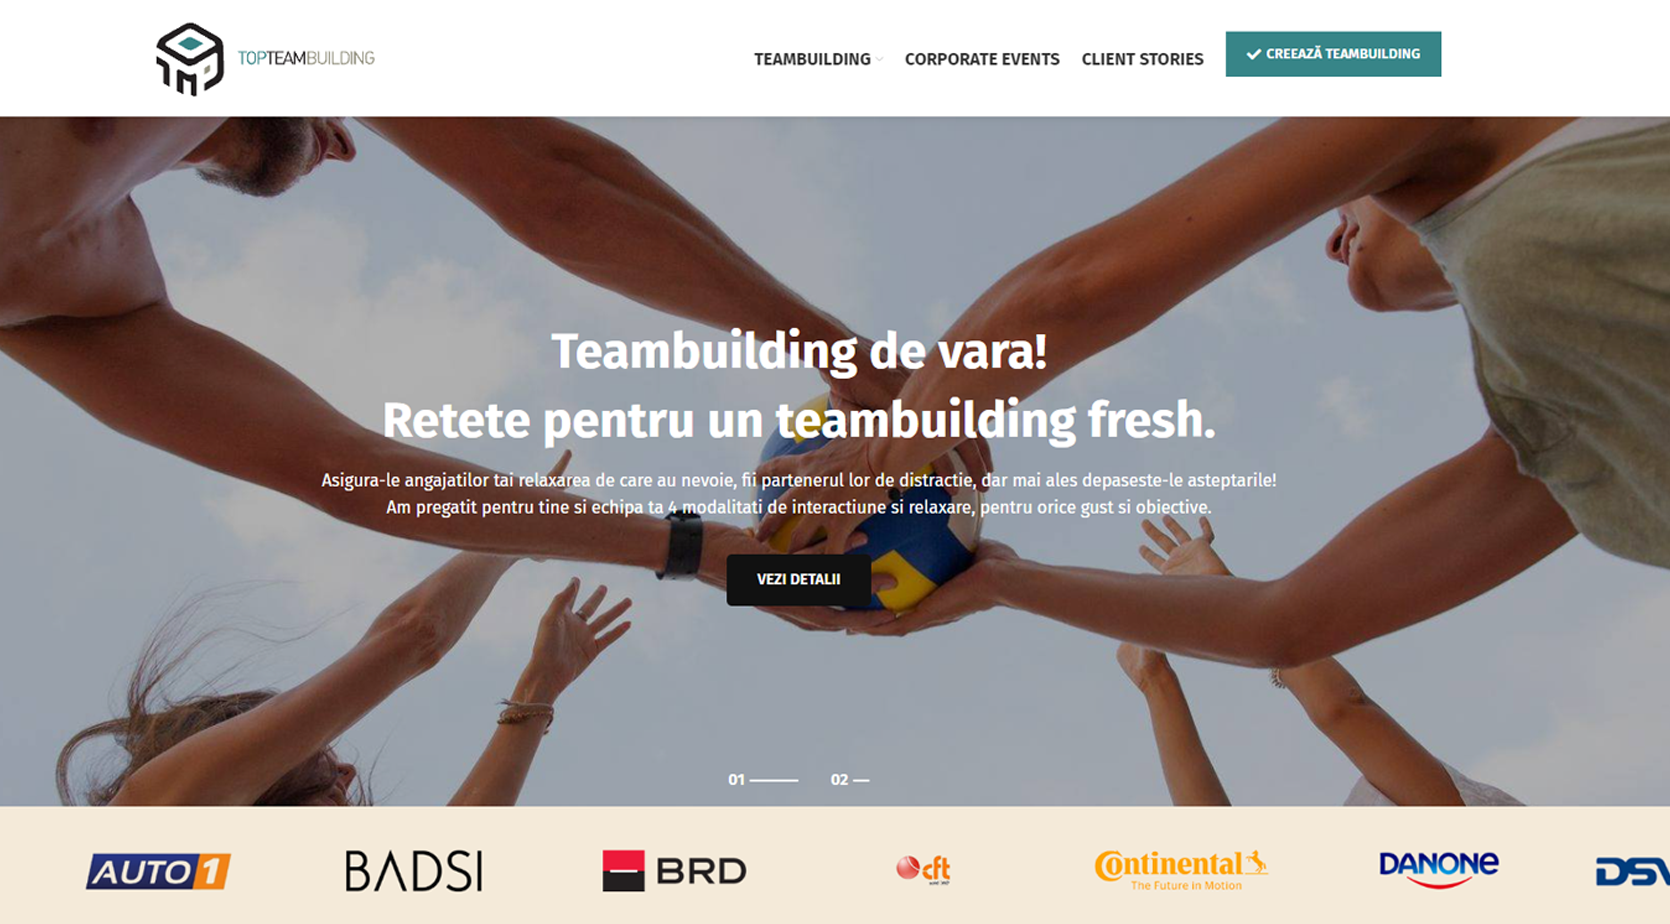 TOPTEAMBUILDING
TEAMBUILDING
CORPORATE EVENTS
CLIENT STORIES
CREEAZĂ TEAMBUILDING
Teambuilding de vara!
Retete pentru un teambuilding fresh.
Asigura-le angajatilor tai relaxarea de care au nevoie, fii partenerul lor de distractie, dar mai ales depaseste-le asteptarile!
Am pregatit pentru tine si echipa ta 4 modalitati de interactiune si relaxare, pentru orice gust si obiective.
VEZI DETALII
01
02
AUTO1
BADSI
BRD
cft
Continental
The Future in Motion
DANONE
DSV